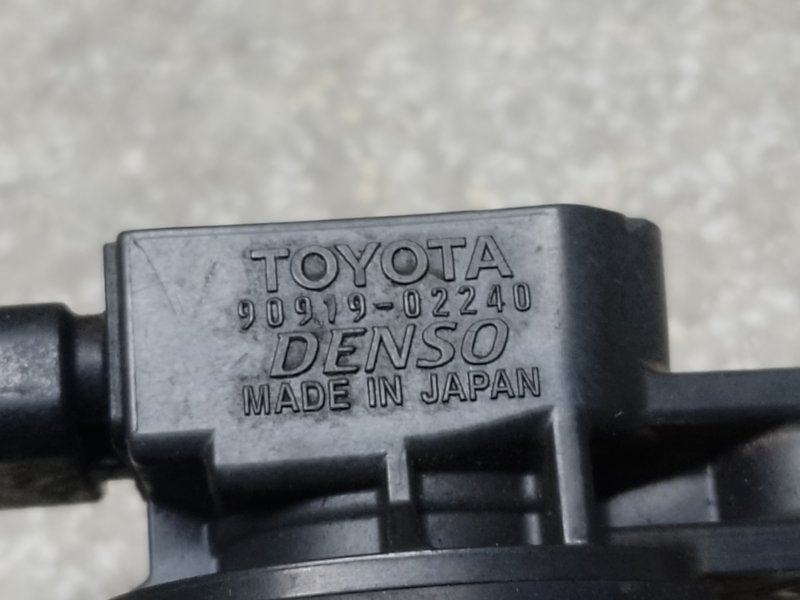 TOYOTA
90919-02240
DENSO
MADE IN JAPAN